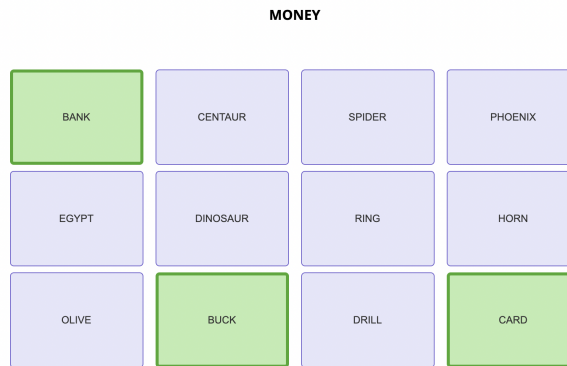 MONEY
BANK CENTAUR SPIDER PHOENIX
EGYPT DINOSAUR RING HORN
OLIVE BUCK DRILL CARD